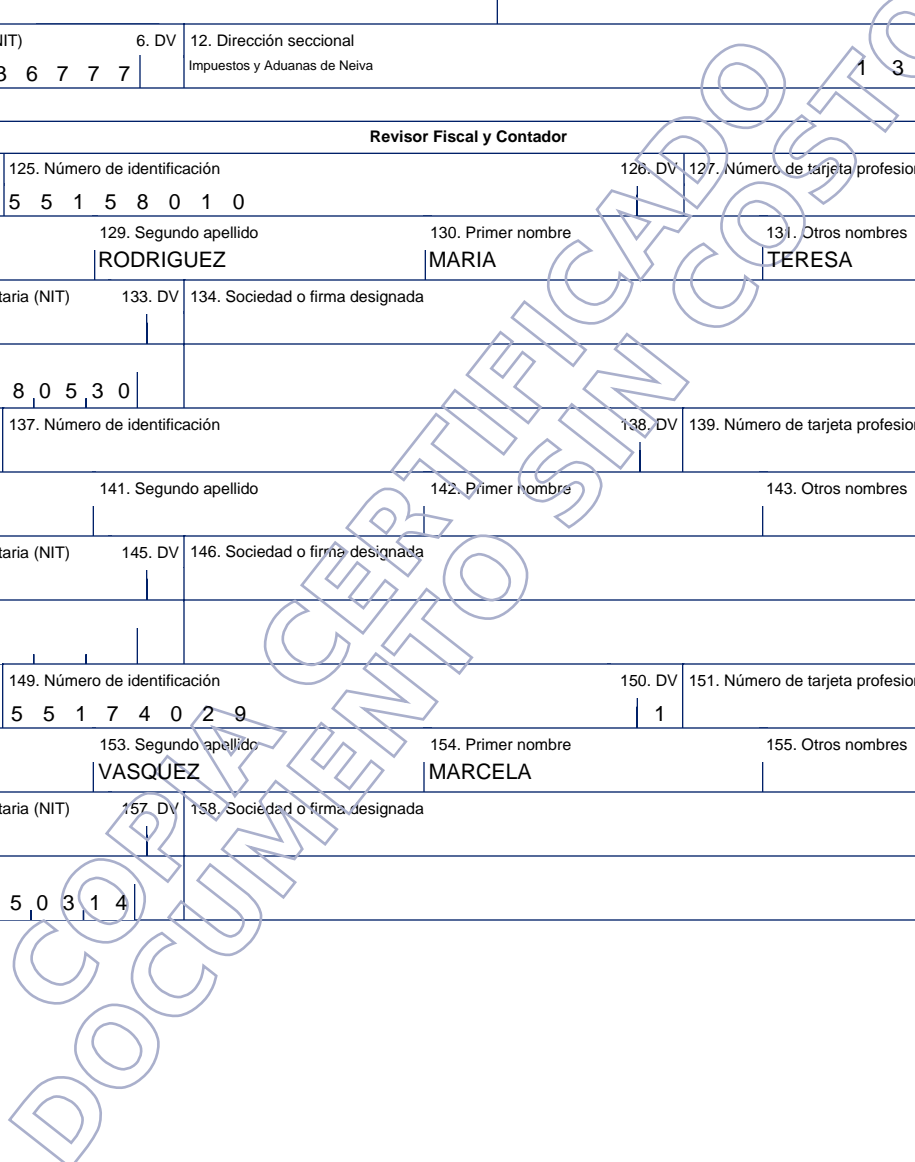 NIT) 6. DV 12. Dirección seccional
3 6 7 7 7 Impuestos y Aduanas de Neiva 1 3
Revisor Fiscal y Contador
125. Número de identificación 126. DV 127. Número de tarjeta profesion
5 5 1 5 8 0 1 0
129. Segundo apellido 130. Primer nombre 131. Otros nombres
RODRIGUEZ MARIA TERESA
taria (NIT) 133. DV 134. Sociedad o firma designada
8 0 5 3 0
137. Número de identificación 138. DV 139. Número de tarjeta profesion
141. Segundo apellido 142. Primer nombre 143. Otros nombres
taria (NIT) 145. DV 146. Sociedad o firma designada
149. Número de identificación 150. DV 151. Número de tarjeta profesion
5 5 1 7 4 0 2 9 1
153. Segundo apellido 154. Primer nombre 155. Otros nombres
VASQUEZ MARCELA
taria (NIT) 157. DV 158. Sociedad o firma designada
5 0 3 1 4
COPIA CERTIFICADO
DOCUMENTO SIN COSTO